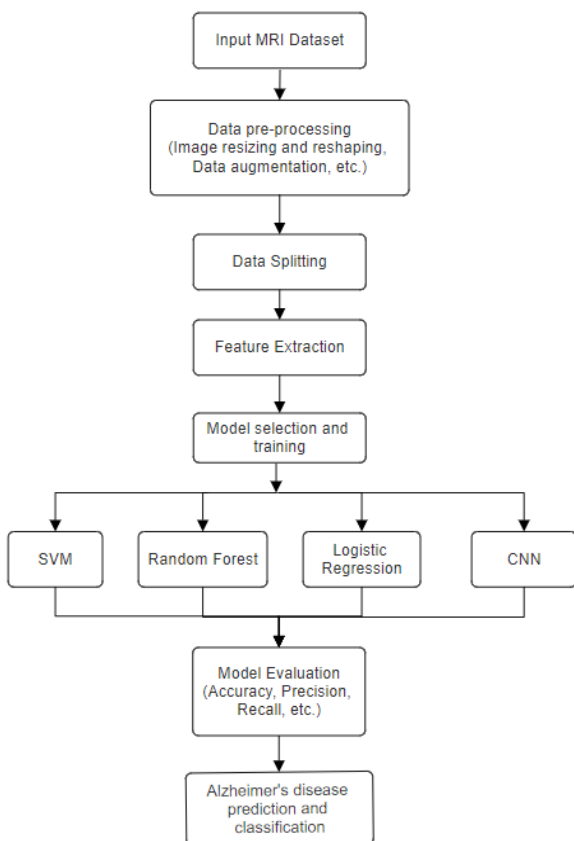 Input MRI Dataset
Data pre-processing
(Image resizing and reshaping,
Data augmentation, etc.)
Data Splitting
Feature Extraction
Model selection and
training
SVM
Random Forest
Logistic
Regression
CNN
Model Evaluation
(Accuracy, Precision,
Recall, etc.)
Alzheimer's disease
prediction and
classification